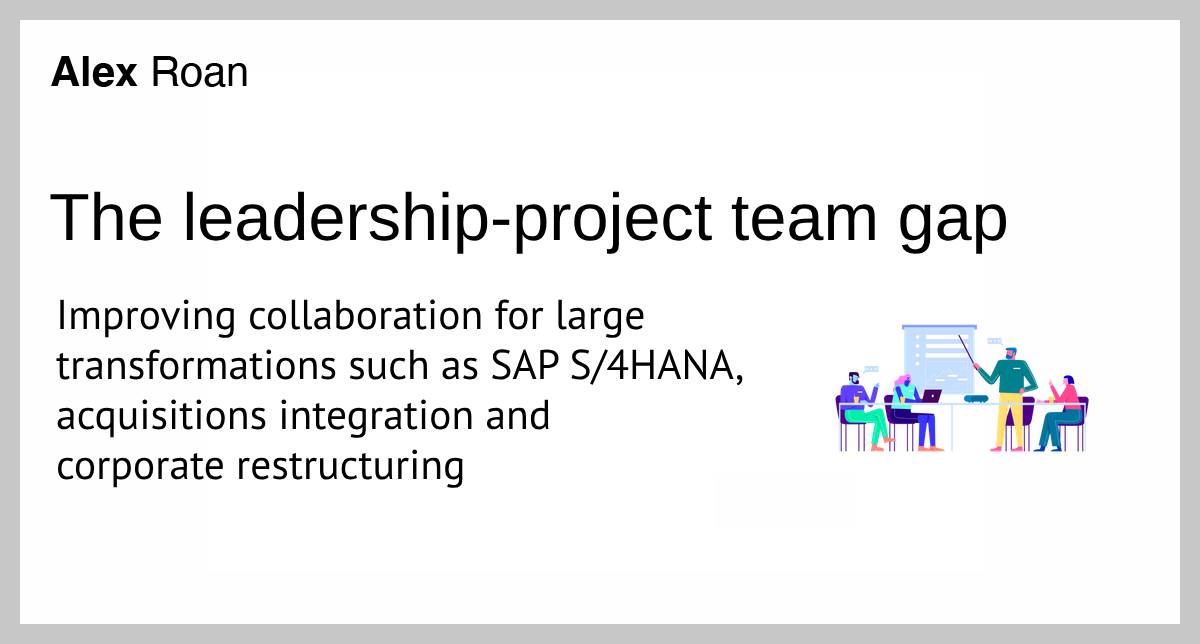 Alex Roan
The leadership-project team gap
Improving collaboration for large
transformations such as SAP S/4HANA,
acquisitions integration and
corporate restructuring